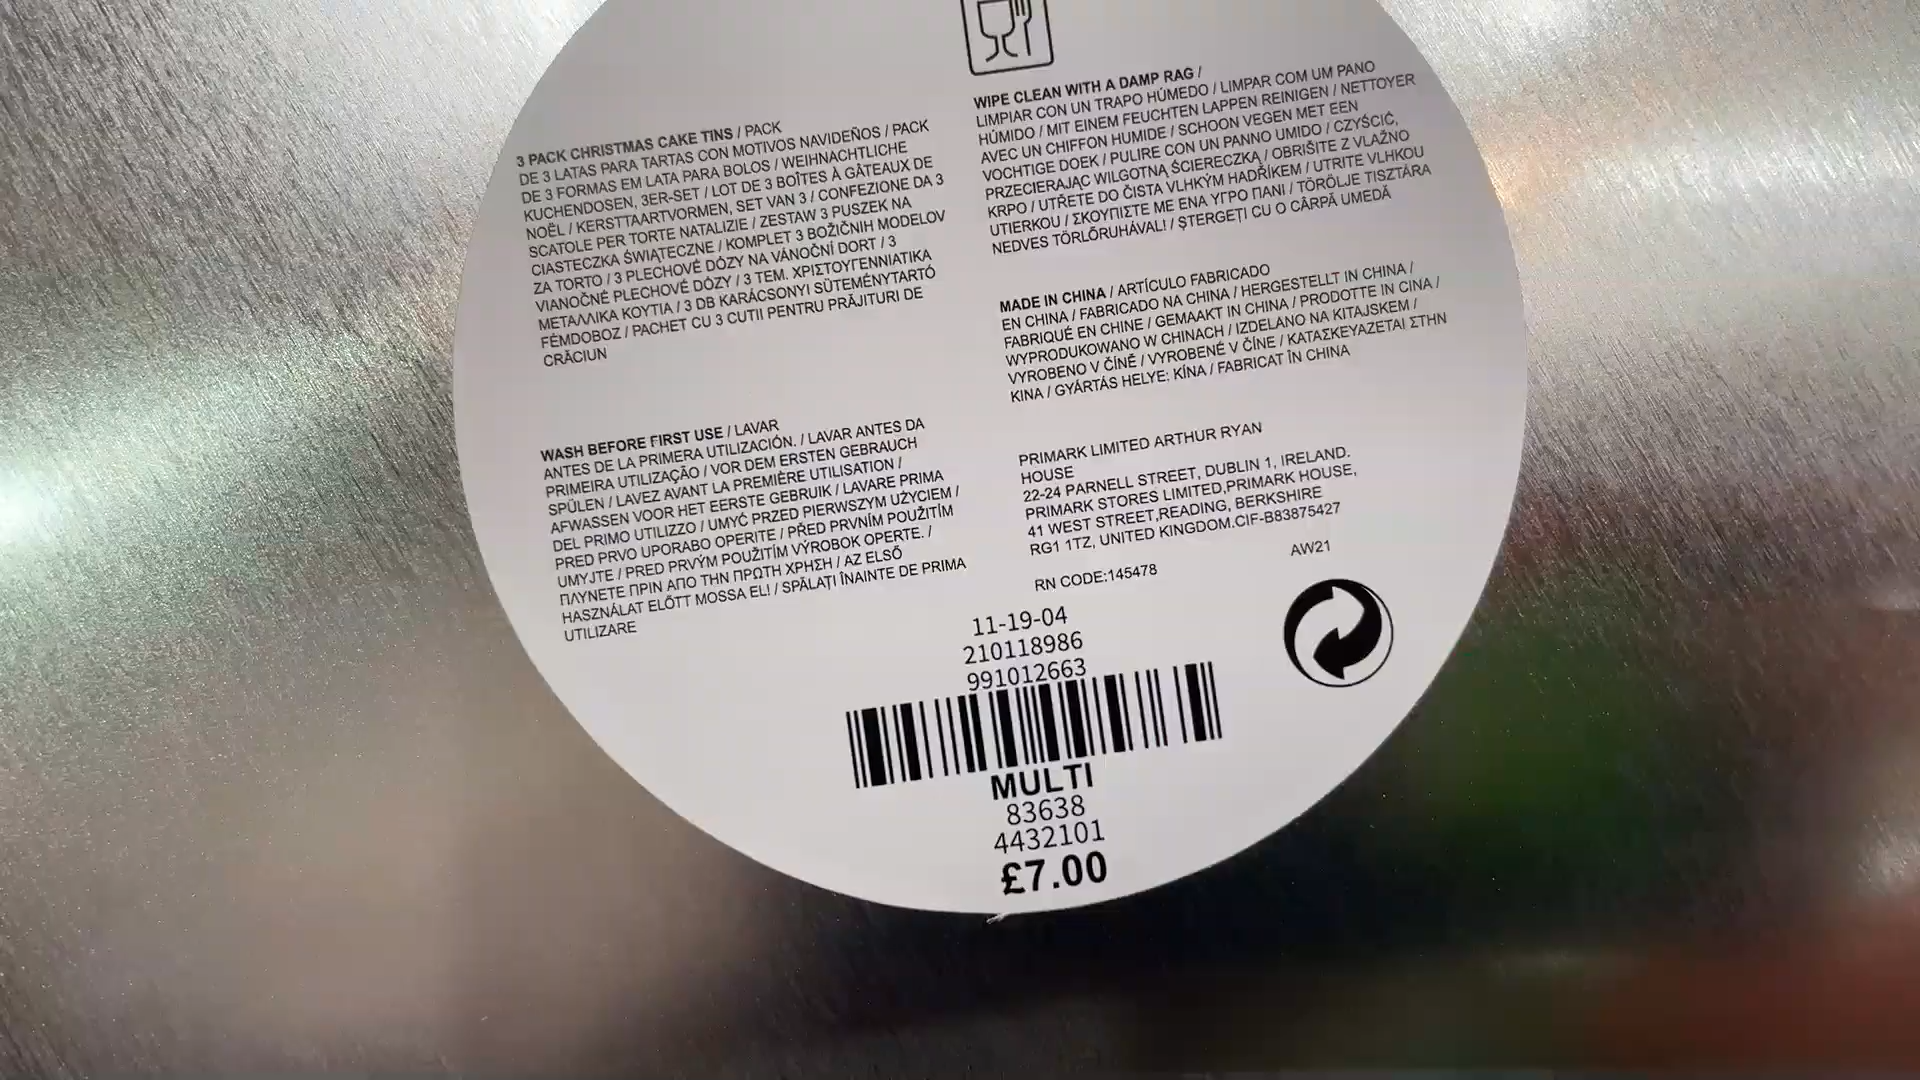 3 PACK CHRISTMAS CAKE TINS / PACK
DE 3 LATAS PARA TARTAS CON MOTIVOS NAVIDEÑOS / PACK
DE 3 FORMAS EM LATA PARA BOLOS / WEIHNACHTLICHE
KUCHENDOSEN, 3ER-SET / LOT DE 3 BOÎTES À GÂTEAUX DE
NOËL / KERSTTAARTVORMEN, SET VAN 3 / CONFEZIONE DA 3
SCATOLE PER TORTE NATALIZIE / ZESTAW 3 PUSZEK NA
CIASTECZKA ŚWIĄTECZNE / KOMPLET 3 BOŽIČNIH MODELOV
ZA TORTO / 3 PLECHOVÉ DÓZY NA VÁNOČNÍ DORT / 3
VIANOČNÉ PLECHOVÉ DÓZY / 3 ΤΕΜ. ΧΡΙΣΤΟΥΓΕΝΝΙΑΤΙΚΑ
ΜΕΤΑΛΛΙΚΑ ΚΟΥΤΙΑ / 3 DB KARÁCSONYI SÜTEMÉNYTARTÓ
FÉMDOBOZ / PACHET CU 3 CUTII PENTRU PRĂJITURI DE
CRĂCIUN
WASH BEFORE FIRST USE / LAVAR
ANTES DE LA PRIMERA UTILIZACIÓN. / LAVAR ANTES DA
PRIMEIRA UTILIZAÇÃO / VOR DEM ERSTEN GEBRAUCH
SPÜLEN / LAVEZ AVANT LA PREMIÈRE UTILISATION /
AFWASSEN VOOR HET EERSTE GEBRUIK / LAVARE PRIMA
DEL PRIMO UTILIZZO / UMYĆ PRZED PIERWSZYM UŻYCIEM /
PRED PRVO UPORABO OPERITE / PŘED PRVNÍM POUŽITÍM
UMYJTE / PRED PRVÝM POUŽITÍM VÝROBOK OPERTE. /
ΠΛΥΝΕΤΕ ΠΡΙΝ ΑΠΟ ΤΗΝ ΠΡΩΤΗ ΧΡΗΣΗ / AZ ELSŐ
HASZNÁLAT ELŐTT MOSSA EL! / SPĂLAȚI ÎNAINTE DE PRIMA
UTILIZARE
WIPE CLEAN WITH A DAMP RAG /
LIMPIAR CON UN TRAPO HÚMEDO / LIMPAR COM UM PANO
HÚMIDO / MIT EINEM FEUCHTEN LAPPEN REINIGEN / NETTOYER
AVEC UN CHIFFON HUMIDE / SCHOON VEGEN MET EEN
VOCHTIGE DOEK / PULIRE CON UN PANNO UMIDO / CZYŚCIĆ,
PRZECIERAJĄC WILGOTNĄ ŚCIERECZKĄ / OBRIŠITE Z VLAŽNO
KRPO / UTŘETE DO ČISTA VLHKÝM HADŘÍKEM / UTRITE VLHKOU
UTIERKOU / ΣΚΟΥΠΙΣΤΕ ΜΕ ΕΝΑ ΥΓΡΟ ΠΑΝΙ / TÖRÖLJE TISZTÁRA
NEDVES TÖRLŐRUHÁVAL! / ȘTERGEȚI CU O CÂRPĂ UMEDĂ
MADE IN CHINA / ARTÍCULO FABRICADO
EN CHINA / FABRICADO NA CHINA / HERGESTELLT IN CHINA /
FABRIQUÉ EN CHINE / GEMAAKT IN CHINA / PRODOTTE IN CINA /
WYPRODUKOWANO W CHINACH / IZDELANO NA KITAJSKEM /
VYROBENO V ČÍNĚ / VYROBENÉ V ČÍNE / ΚΑΤΑΣΚΕΥΑΖΕΤΑΙ ΣΤΗΝ
ΚΙΝΑ / GYÁRTÁS HELYE: KÍNA / FABRICAT ÎN CHINA
PRIMARK LIMITED ARTHUR RYAN
HOUSE
22-24 PARNELL STREET, DUBLIN 1, IRELAND.
PRIMARK STORES LIMITED,PRIMARK HOUSE,
41 WEST STREET,READING, BERKSHIRE
RG1 1TZ, UNITED KINGDOM.CIF-B83875427
AW21
RN CODE:145478
11-19-04
210118986
991012663
MULTI
83638
4432101
£7.00